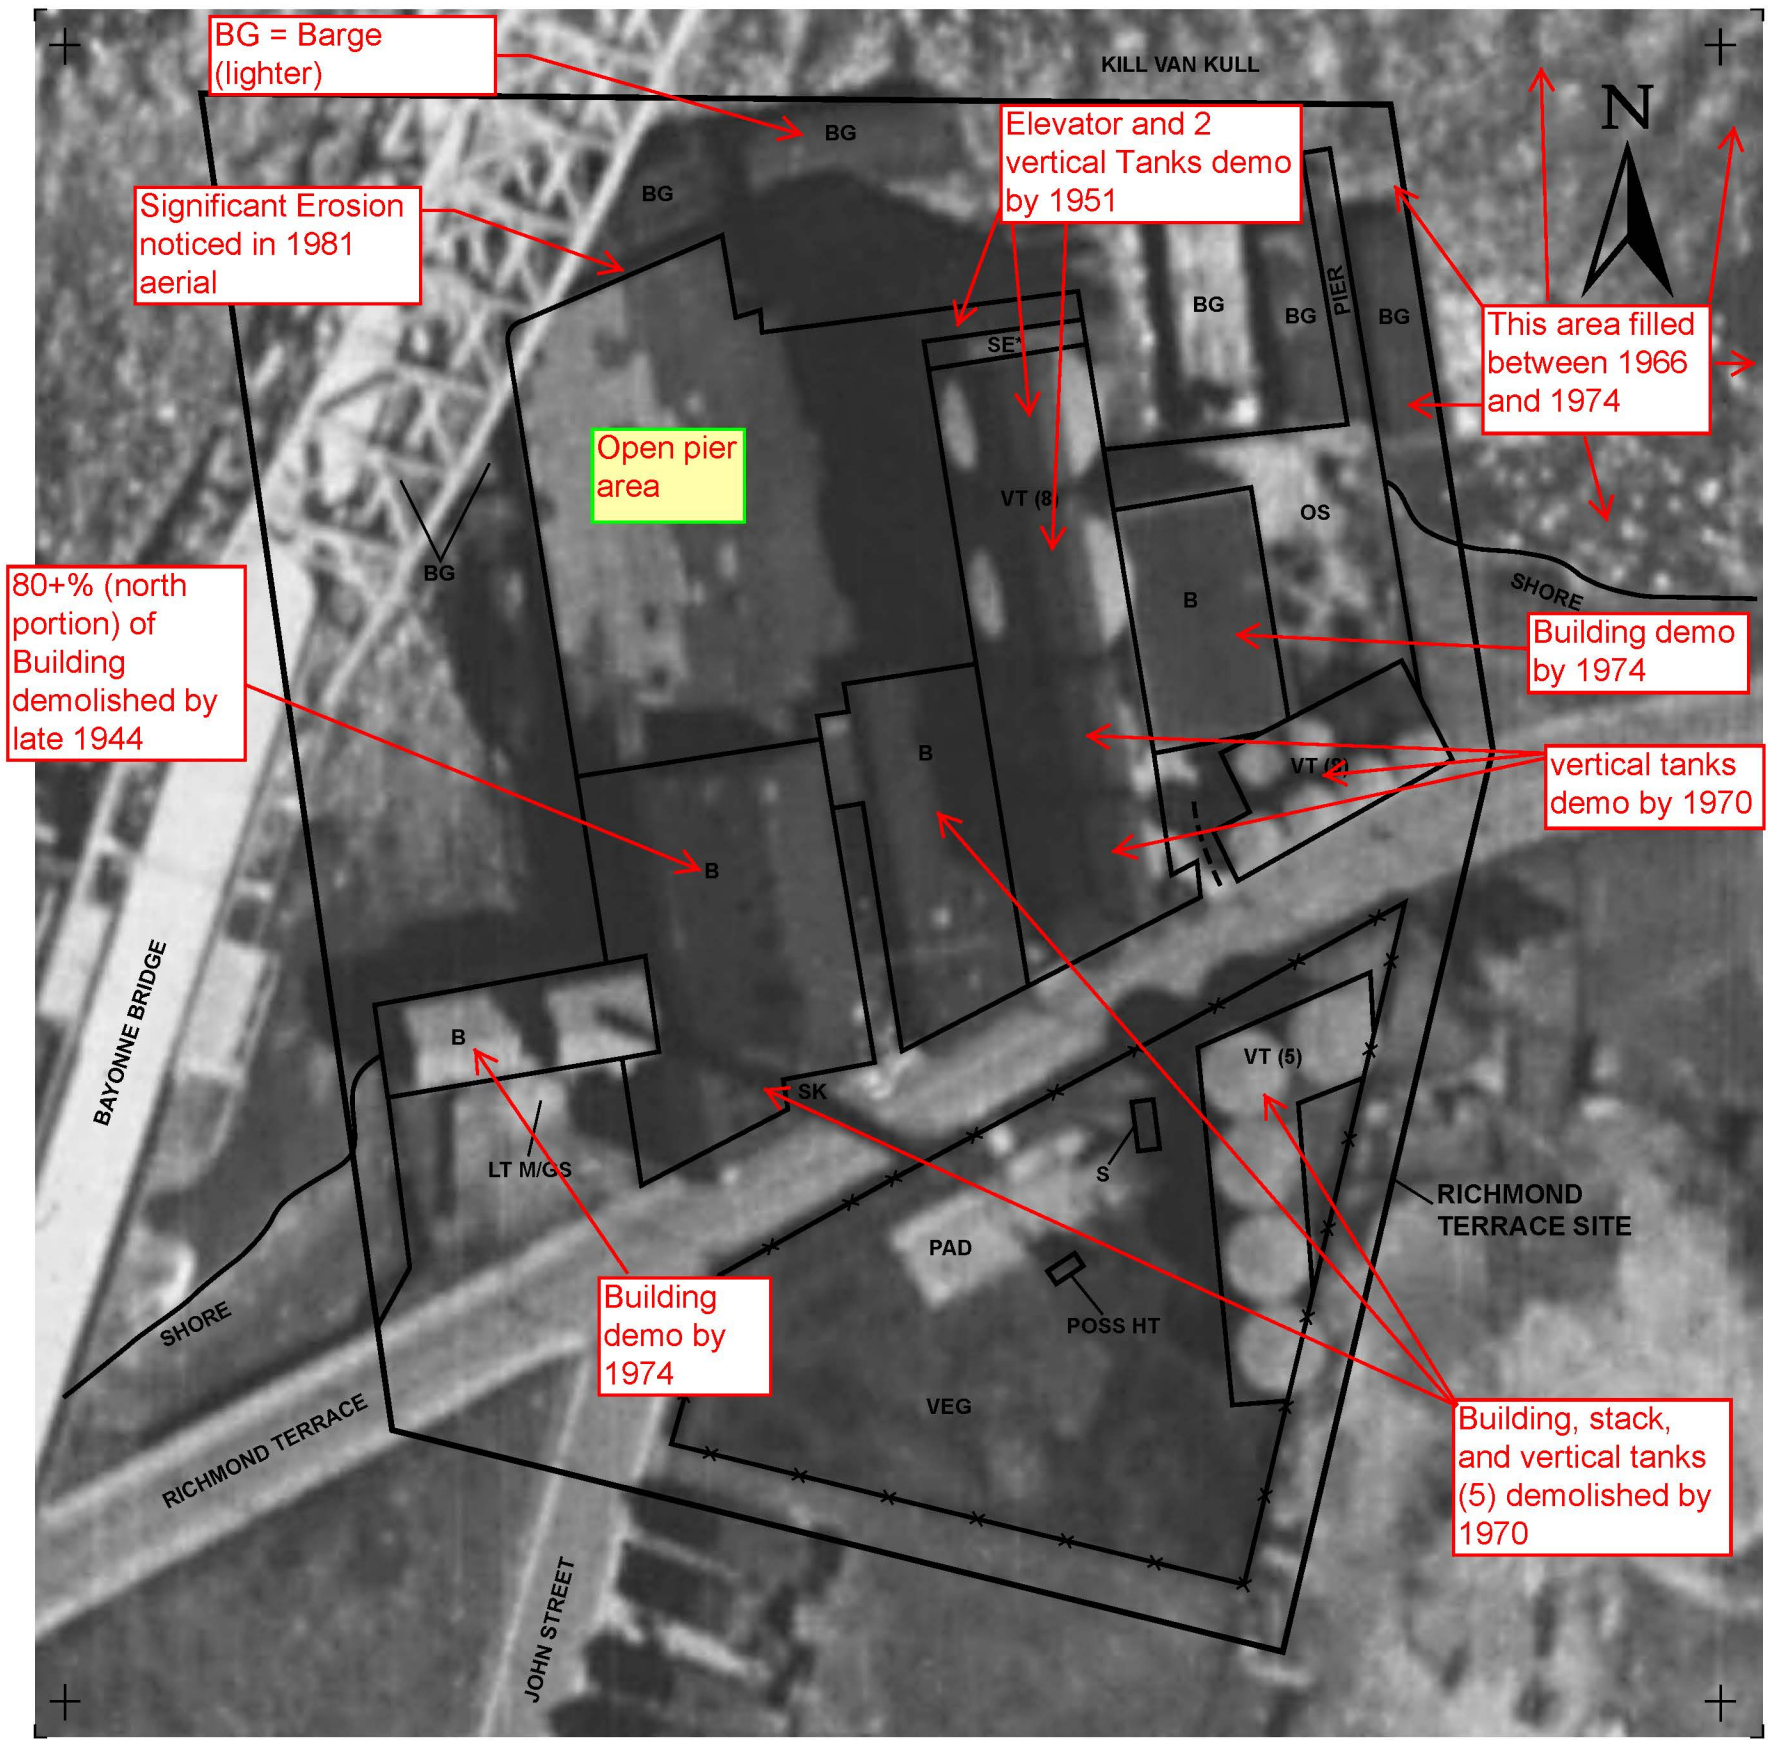 BG = Barge
(lighter)
KILL VAN KULL
N
BG
BG
Elevator and 2
vertical Tanks demo
by 1951
Significant Erosion
noticed in 1981
aerial
BG
BG
PIER
BG
This area filled
between 1966
and 1974
SE*
Open pier
area
VT (8)
OS
BG
SHORE
80+% (north
portion) of
Building
demolished by
late 1944
B
Building demo
by 1974
B
VT (8)
vertical tanks
demo by 1970
B
BAYONNE BRIDGE
B
VT (5)
SK
LT M/GS
S
RICHMOND
TERRACE SITE
PAD
SHORE
POSS HT
Building
demo by
1974
VEG
RICHMOND TERRACE
Building, stack,
and vertical tanks
(5) demolished by
1970
JOHN STREET